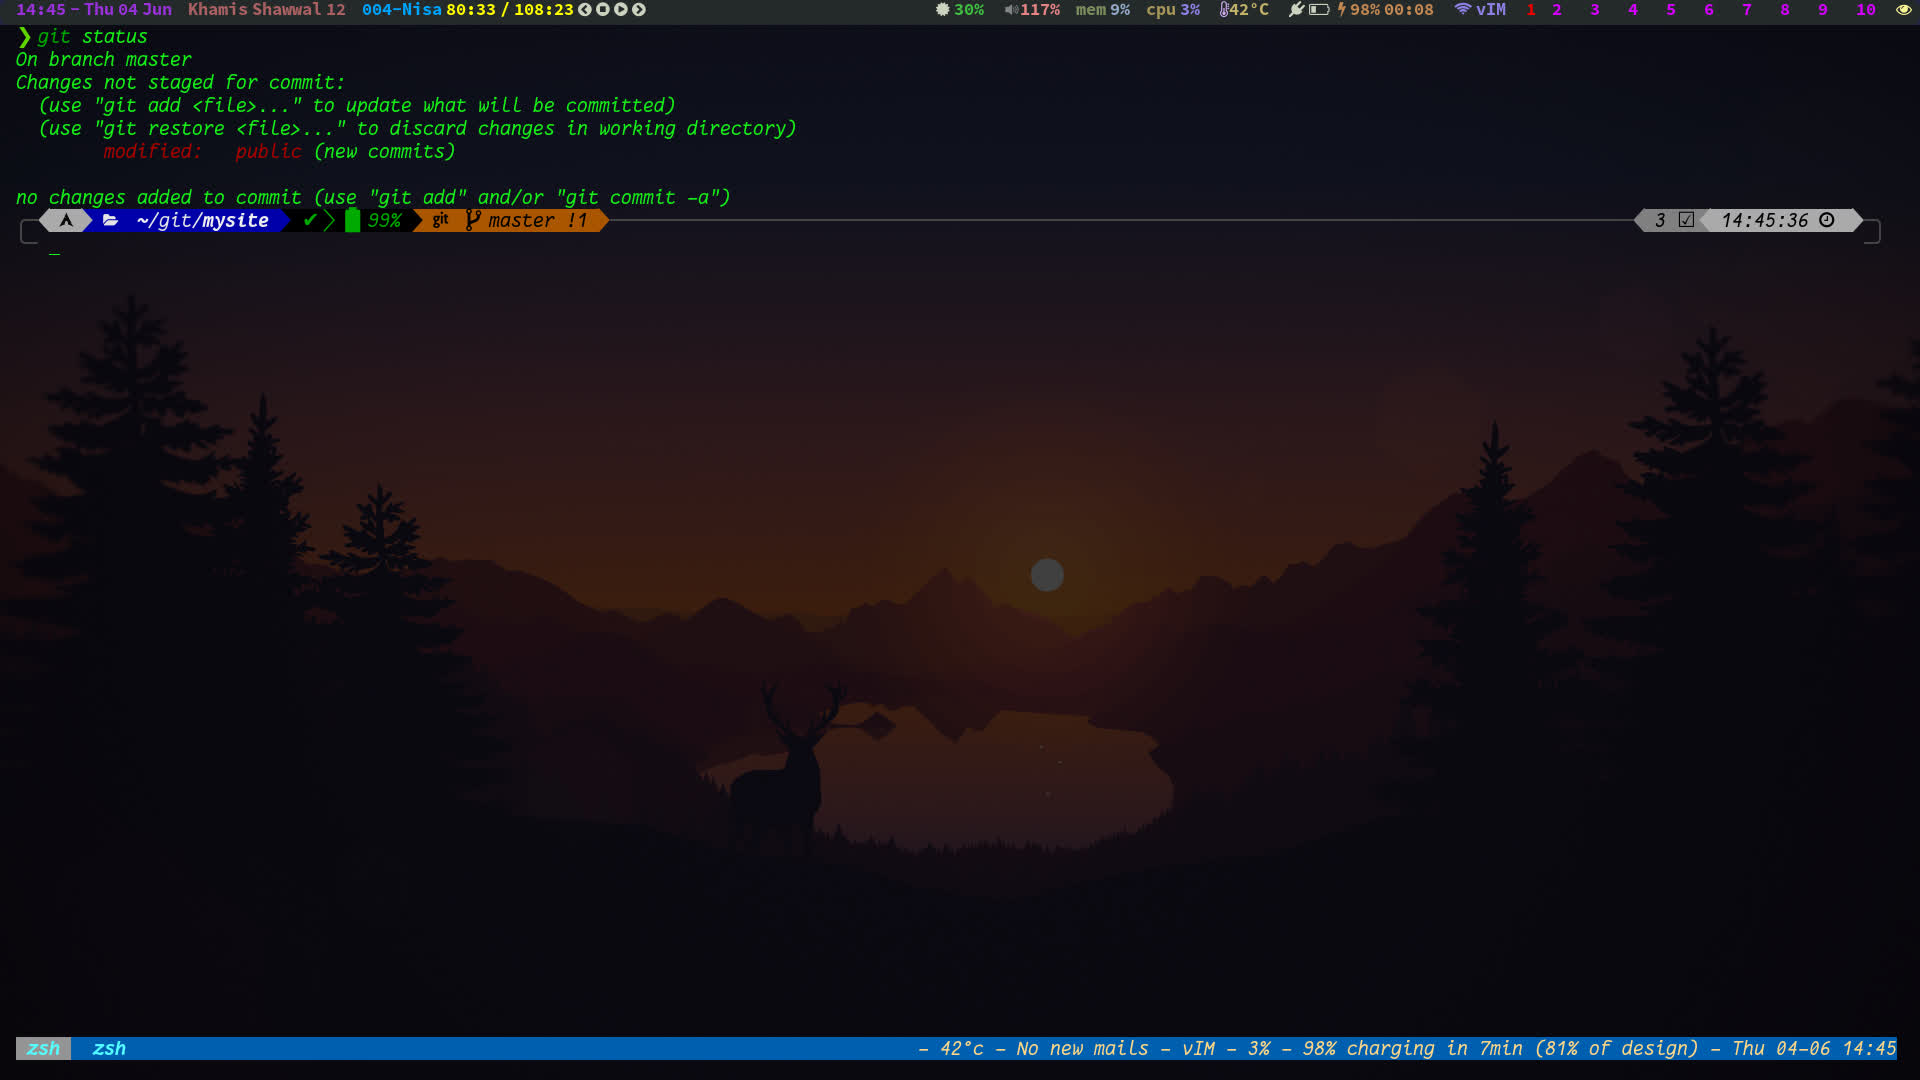 14:45 - Thu 04 Jun Khamis Shawwal 12 004-Nisa 80:33 / 108:23 30% 117% mem 9% cpu 3% 42°C 98% 00:08 vIM 1 2 3 4 5 6 7 8 9 10
❯ git status
On branch master
Changes not staged for commit:
(use "git add <file>..." to update what will be committed)
(use "git restore <file>..." to discard changes in working directory)
modified: public (new commits)
no changes added to commit (use "git add" and/or "git commit -a")
~/git/mysite ✔ 99% git master !1 3 14:45:36
_
zsh zsh - 42°c - No new mails - vIM - 3% - 98% charging in 7min (81% of design) - Thu 04-06 14:45